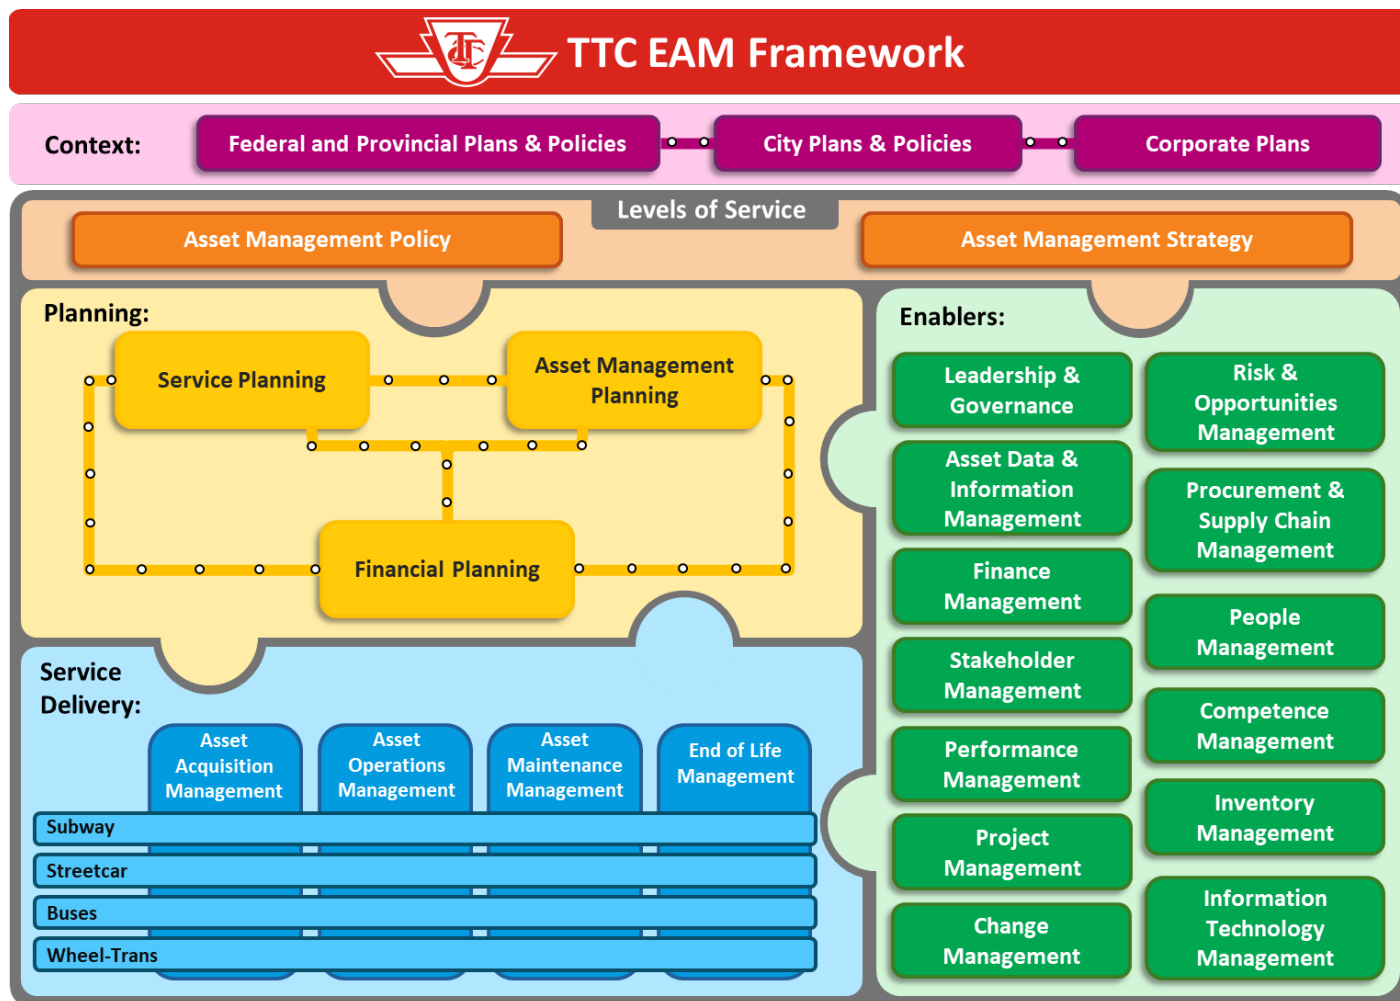 TTC EAM Framework
Context:
Federal and Provincial Plans & Policies
City Plans & Policies
Corporate Plans
Levels of Service
Asset Management Policy
Asset Management Strategy
Planning:
Service Planning
Asset Management
Planning
Financial Planning
Service
Delivery:
Asset
Acquisition
Management
Asset
Operations
Management
Asset
Maintenance
Management
End of Life
Management
Subway
Streetcar
Buses
Wheel-Trans
Enablers:
Leadership &
Governance
Asset Data &
Information
Management
Finance
Management
Stakeholder
Management
Performance
Management
Project
Management
Change
Management
Risk &
Opportunities
Management
Procurement &
Supply Chain
Management
People
Management
Competence
Management
Inventory
Management
Information
Technology
Management